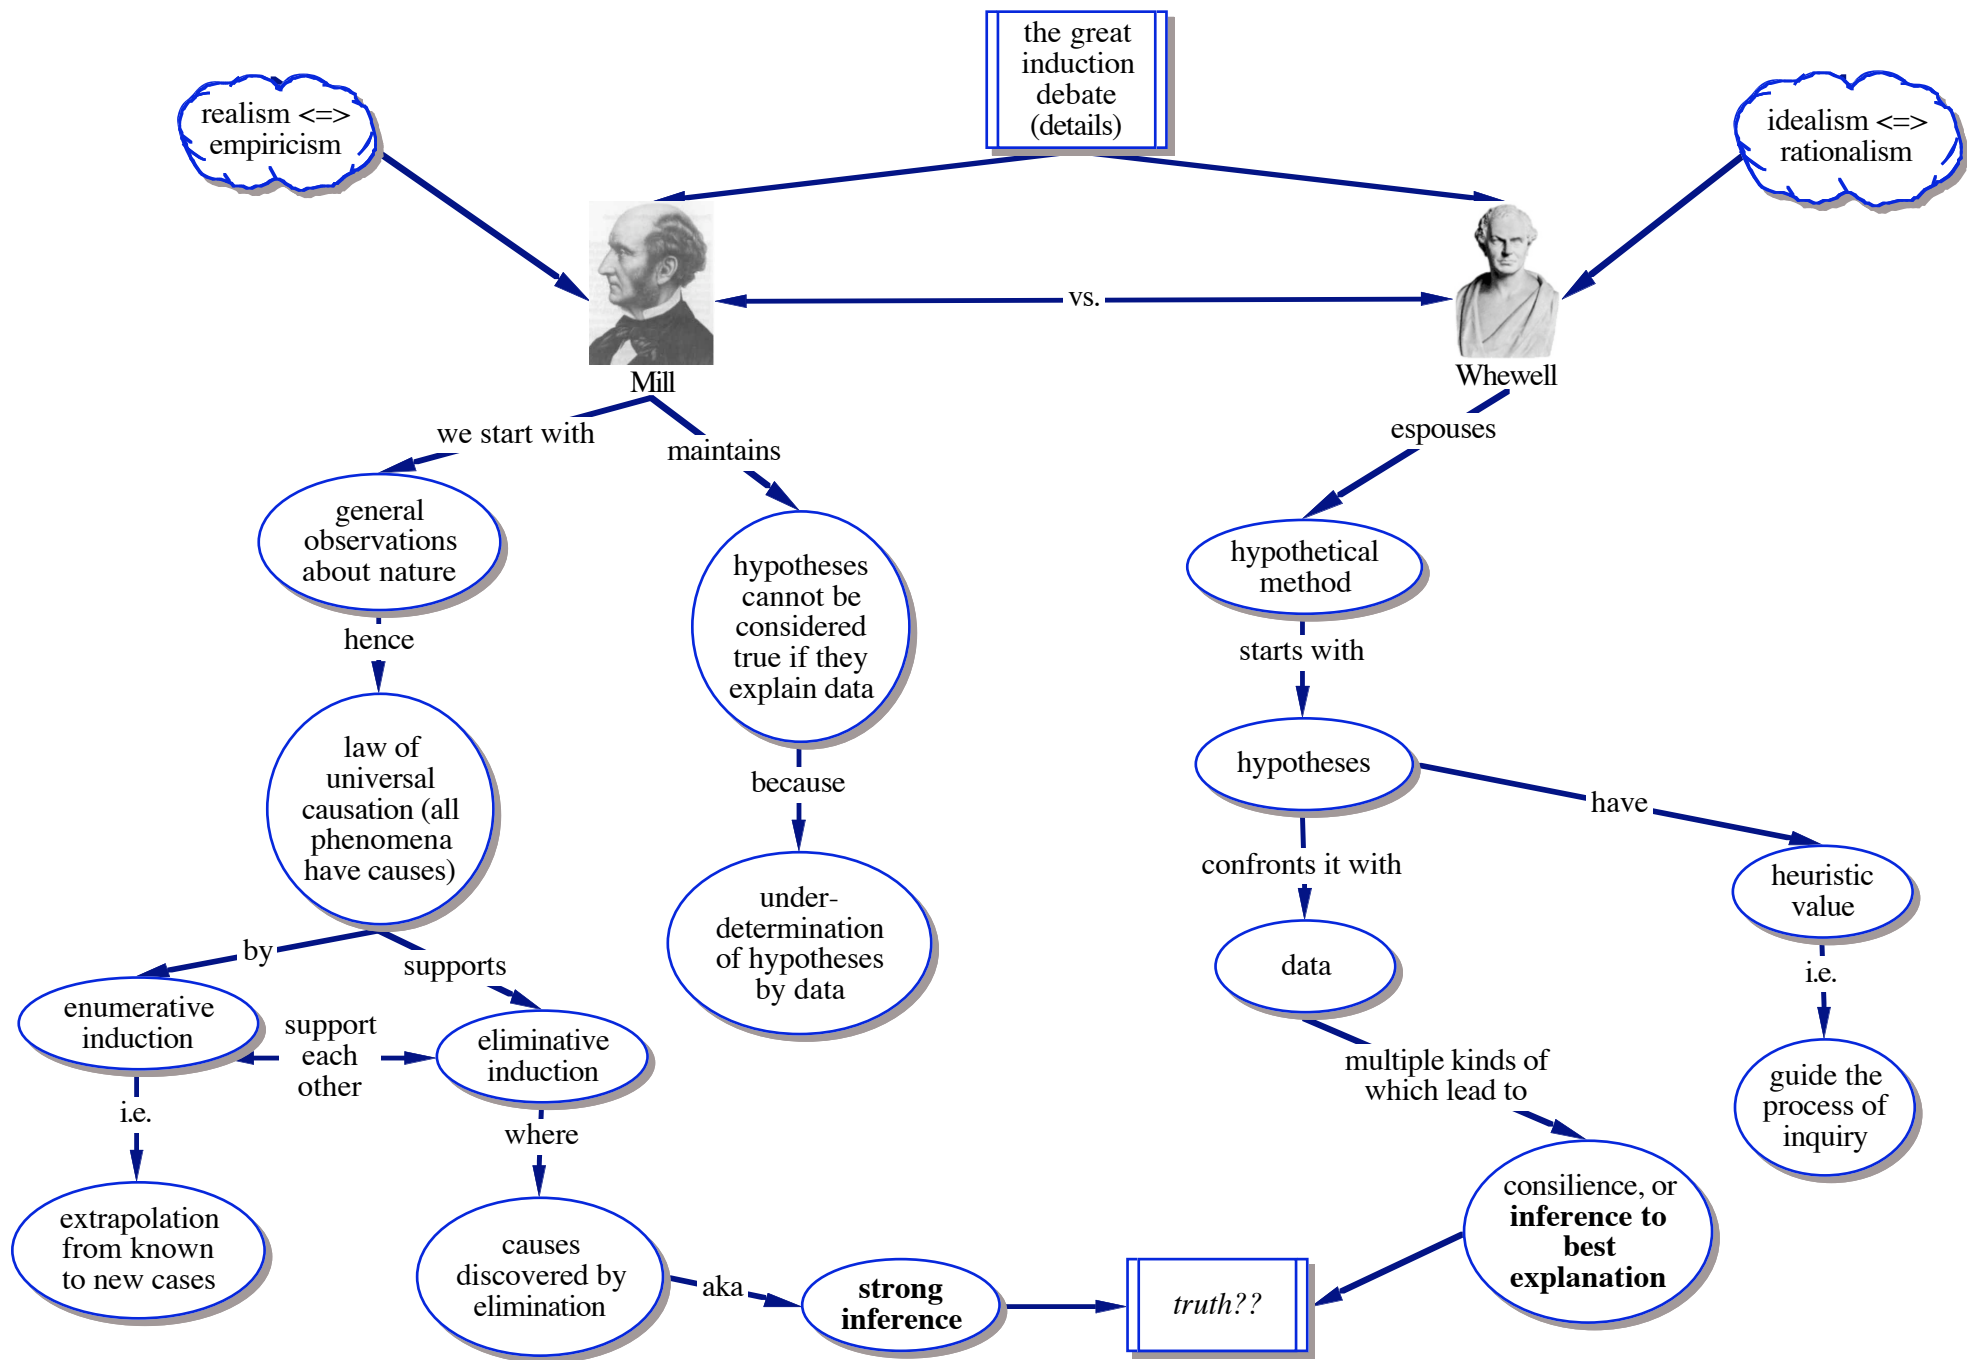 the great
induction
debate
(details)
realism <=>
empiricism
idealism <=>
rationalism
vs.
Mill
Whewell
we start with
maintains
espouses
general
observations
about nature
hypotheses
cannot be
considered
true if they
explain data
hypothetical
method
hence
starts with
law of
universal
causation (all
phenomena
have causes)
because
hypotheses
have
confronts it with
under-
determination
of hypotheses
by data
heuristic
value
by
supports
data
i.e.
enumerative
induction
support
each
other
eliminative
induction
multiple kinds of
which lead to
guide the
process of
inquiry
i.e.
where
extrapolation
from known
to new cases
causes
discovered by
elimination
aka
strong
inference
truth??
consilience, or
inference to
best
explanation